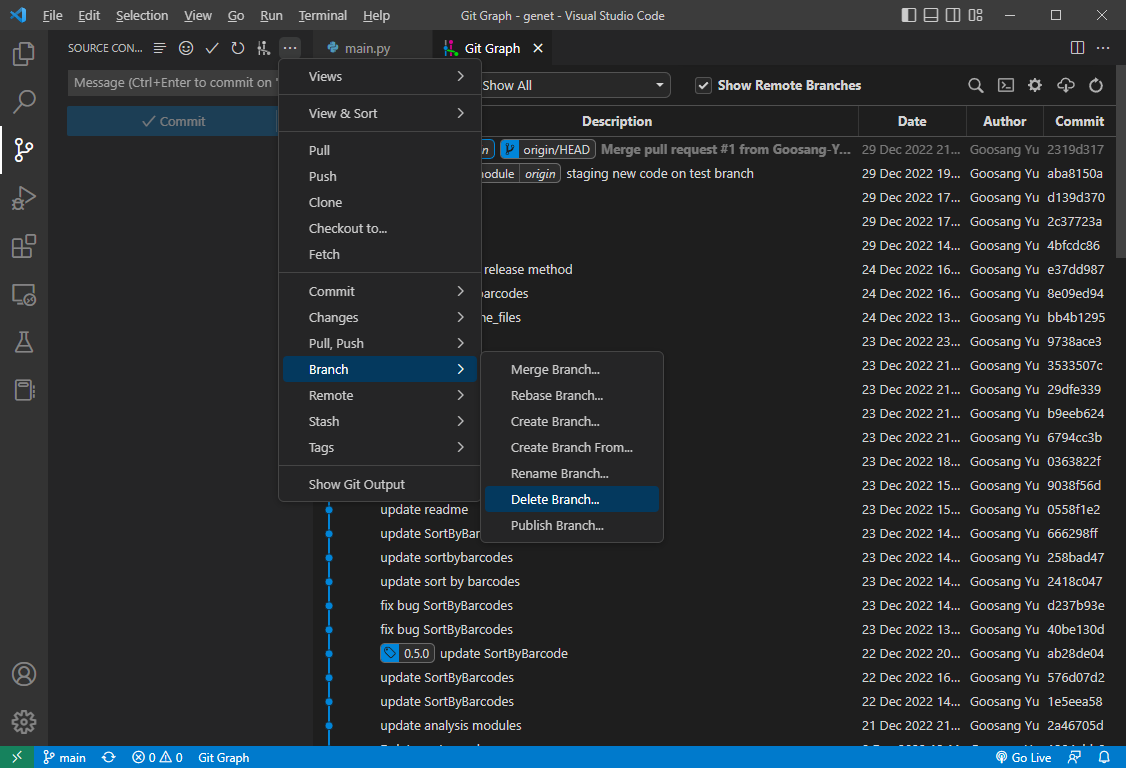 File Edit Selection View Go Run Terminal Help Git Graph - genet - Visual Studio Code
SOURCE CON... main.py Git Graph
Message (Ctrl+Enter to commit on "
Commit
Views
View & Sort
Pull
Push
Clone
Checkout to...
Fetch
Commit
Changes
Pull, Push
Branch
Remote
Stash
Tags
Show Git Output
Merge Branch...
Rebase Branch...
Create Branch...
Create Branch From...
Rename Branch...
Delete Branch...
Publish Branch...
Show All Show Remote Branches
Description Date Author Commit
origin/HEAD Merge pull request #1 from Goosang-Y... 29 Dec 2022 21... Goosang Yu 2319d317
origin staging new code on test branch 29 Dec 2022 19... Goosang Yu aba8150a
29 Dec 2022 17... Goosang Yu d139d370
29 Dec 2022 17... Goosang Yu 2c37723a
29 Dec 2022 14... Goosang Yu 4bfcdc86
release method 24 Dec 2022 16... Goosang Yu e37dd987
barcodes 24 Dec 2022 16... Goosang Yu 8e09ed94
24 Dec 2022 13... Goosang Yu bb4b1295
23 Dec 2022 23... Goosang Yu 9738ace3
23 Dec 2022 21... Goosang Yu 3533507c
23 Dec 2022 21... Goosang Yu 29dfe339
23 Dec 2022 21... Goosang Yu b9eeb624
23 Dec 2022 21... Goosang Yu 6794cc3b
23 Dec 2022 18... Goosang Yu 0363822f
23 Dec 2022 15... Goosang Yu 9038f56d
update readme 23 Dec 2022 15... Goosang Yu 0558f1e2
update SortByBar 23 Dec 2022 14... Goosang Yu 666298ff
update sortbybarcodes 23 Dec 2022 14... Goosang Yu 258bad47
update sort by barcodes 23 Dec 2022 14... Goosang Yu 2418c047
fix bug SortByBarcodes 23 Dec 2022 14... Goosang Yu d237b93e
fix bug SortByBarcodes 23 Dec 2022 13... Goosang Yu 40be130d
0.5.0 update SortByBarcode 22 Dec 2022 20... Goosang Yu ab28de04
update SortByBarcodes 22 Dec 2022 16... Goosang Yu 576d07d2
update SortByBarcodes 22 Dec 2022 14... Goosang Yu 1e5eea58
update analysis modules 21 Dec 2022 21... Goosang Yu 2a46705d
main 0 0 Git Graph Go Live